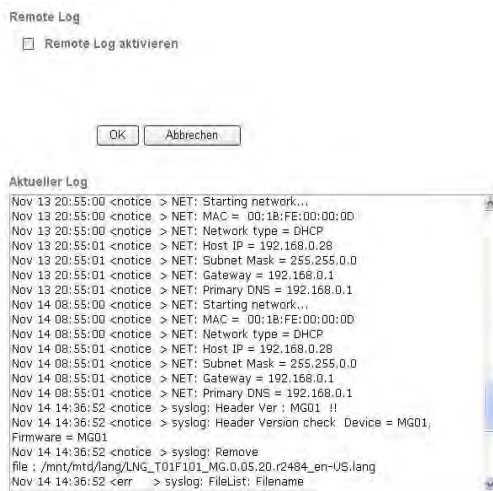 Remote Log
Remote Log aktivieren
OK
Abbrechen
Aktueller Log
Nov 13 20:55:00 <notice > NET: Starting network...
Nov 13 20:55:00 <notice > NET: MAC = 00:1B:FE:00:00:0D
Nov 13 20:55:00 <notice > NET: Network type = DHCP
Nov 13 20:55:01 <notice > NET: Host IP = 192.168.0.28
Nov 13 20:55:01 <notice > NET: Subnet Mask = 255.255.0.0
Nov 13 20:55:01 <notice > NET: Gateway = 192.168.0.1
Nov 13 20:55:01 <notice > NET: Primary DNS = 192.168.0.1
Nov 14 08:55:00 <notice > NET: Starting network...
Nov 14 08:55:00 <notice > NET: MAC = 00:1B:FE:00:00:0D
Nov 14 08:55:01 <notice > NET: Network type = DHCP
Nov 14 08:55:01 <notice > NET: Host IP = 192.168.0.28
Nov 14 08:55:01 <notice > NET: Subnet Mask = 255.255.0.0
Nov 14 08:55:01 <notice > NET: Gateway = 192.168.0.1
Nov 14 08:55:01 <notice > NET: Primary DNS = 192.168.0.1
Nov 14 14:36:52 <notice > syslog: Header Ver : MG01 !!
Nov 14 14:36:52 <notice > syslog: Header Version check Device = MG01,
Firmware = MG01
Nov 14 14:36:52 <notice > syslog: Remove
file : /mnt/mtd/lang/LNG_T01F101_MG.0.05.20.r2484_en-US.lang
Nov 14 14:36:52 <err > syslog: FileList: Filename